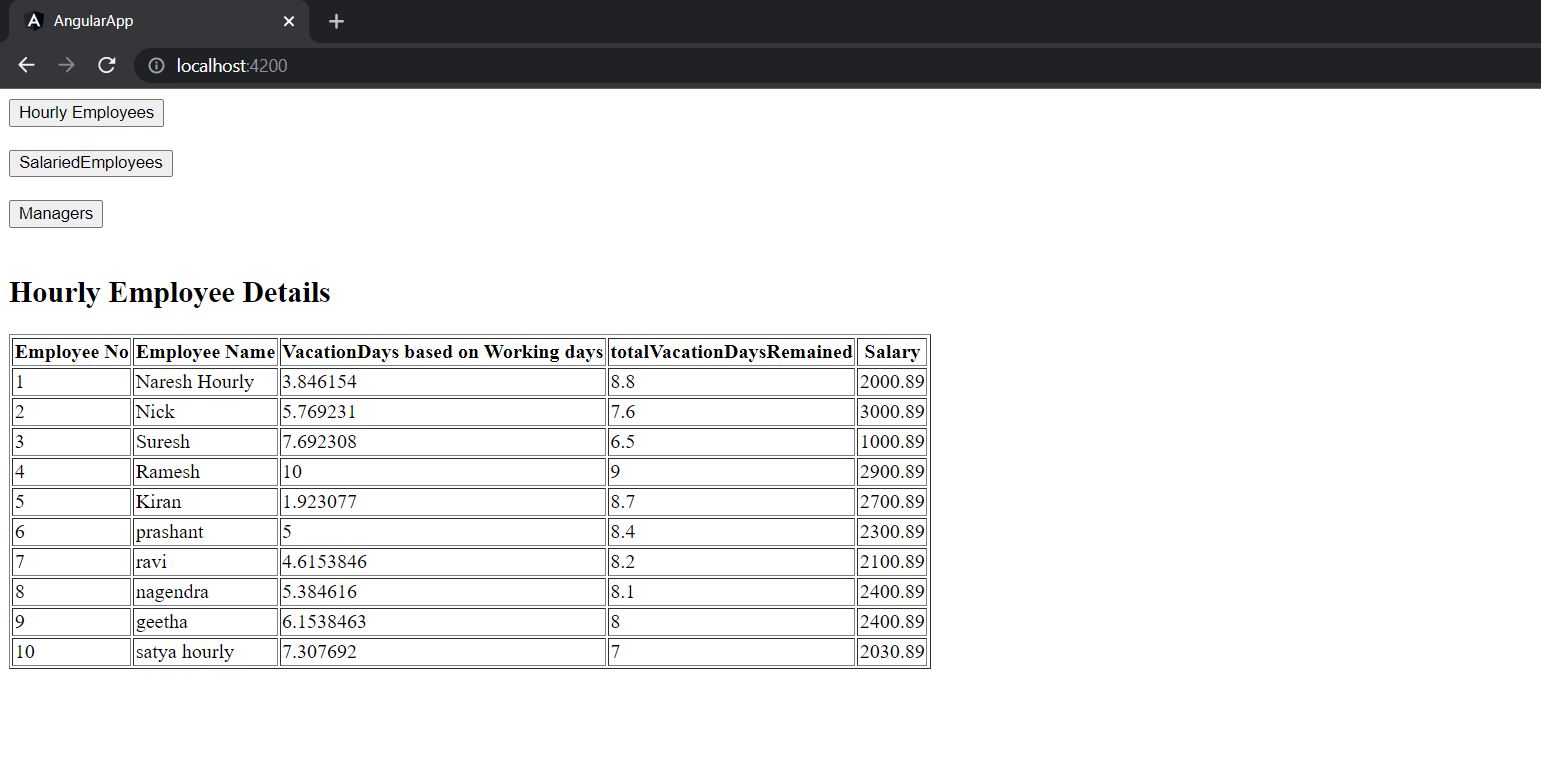 AngularApp
localhost:4200
Hourly Employees
SalariedEmployees
Managers
Hourly Employee Details
Employee No Employee Name VacationDays based on Working days totalVacationDaysRemained Salary
1 Naresh Hourly 3.846154 8.8 2000.89
2 Nick 5.769231 7.6 3000.89
3 Suresh 7.692308 6.5 1000.89
4 Ramesh 10 9 2900.89
5 Kiran 1.923077 8.7 2700.89
6 prashant 5 8.4 2300.89
7 ravi 4.6153846 8.2 2100.89
8 nagendra 5.384616 8.1 2400.89
9 geetha 6.1538463 8 2400.89
10 satya hourly 7.307692 7 2030.89